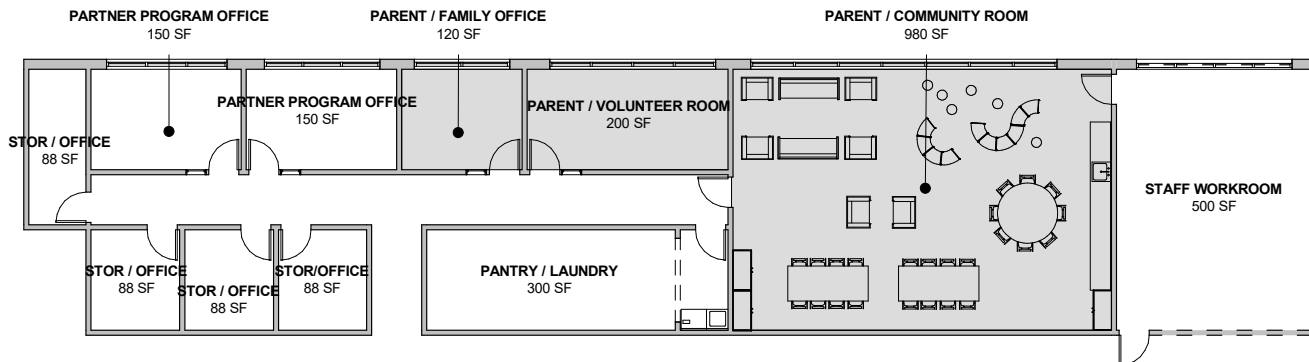 PARTNER PROGRAM OFFICE
150 SF
PARENT / FAMILY OFFICE
120 SF
PARENT / COMMUNITY ROOM
980 SF
STOR / OFFICE
88 SF
PARTNER PROGRAM OFFICE
150 SF
PARENT / VOLUNTEER ROOM
200 SF
STAFF WORKROOM
500 SF
STOR / OFFICE
88 SF
STOR / OFFICE
88 SF
STOR/OFFICE
88 SF
PANTRY / LAUNDRY
300 SF